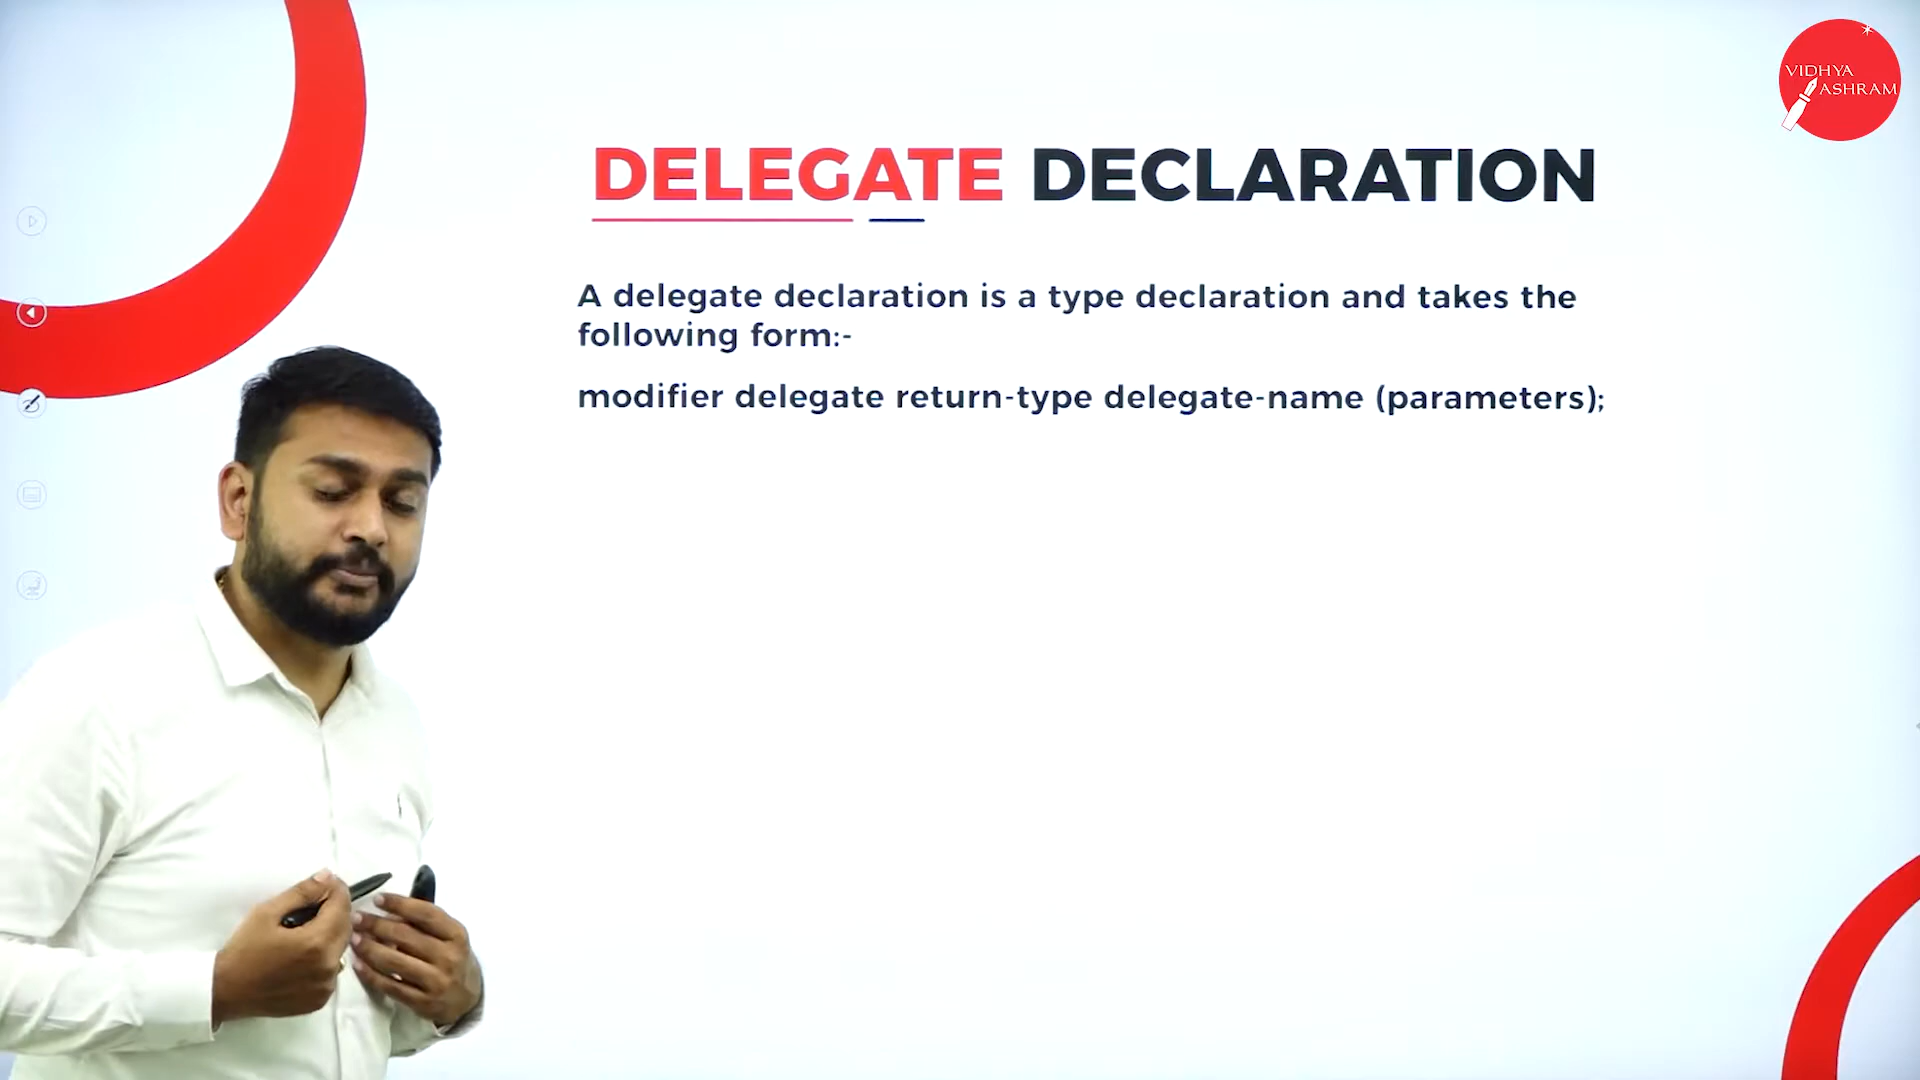 VIDHYA
ASHRAM
DELEGATE DECLARATION
A delegate declaration is a type declaration and takes the
following form:-
modifier delegate return-type delegate-name (parameters);